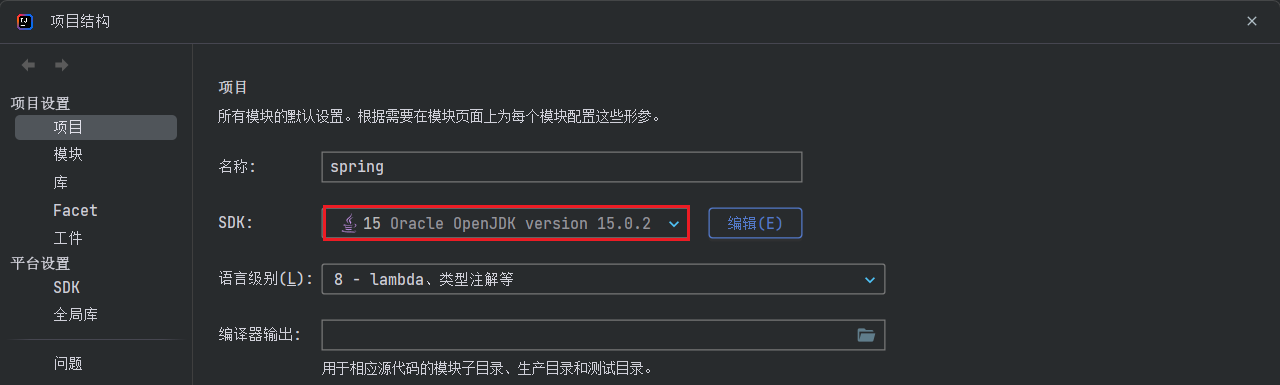 项目结构
项目设置
项目
模块
库
Facet
工件
平台设置
SDK
全局库
问题
项目
所有模块的默认设置。根据需要在模块页面上为每个模块配置这些形参。
名称: spring
SDK: 15 Oracle OpenJDK version 15.0.2 编辑(E)
语言级别(L): 8 - lambda、类型注解等
编译器输出:
用于相应源代码的模块子目录、生产目录和测试目录。